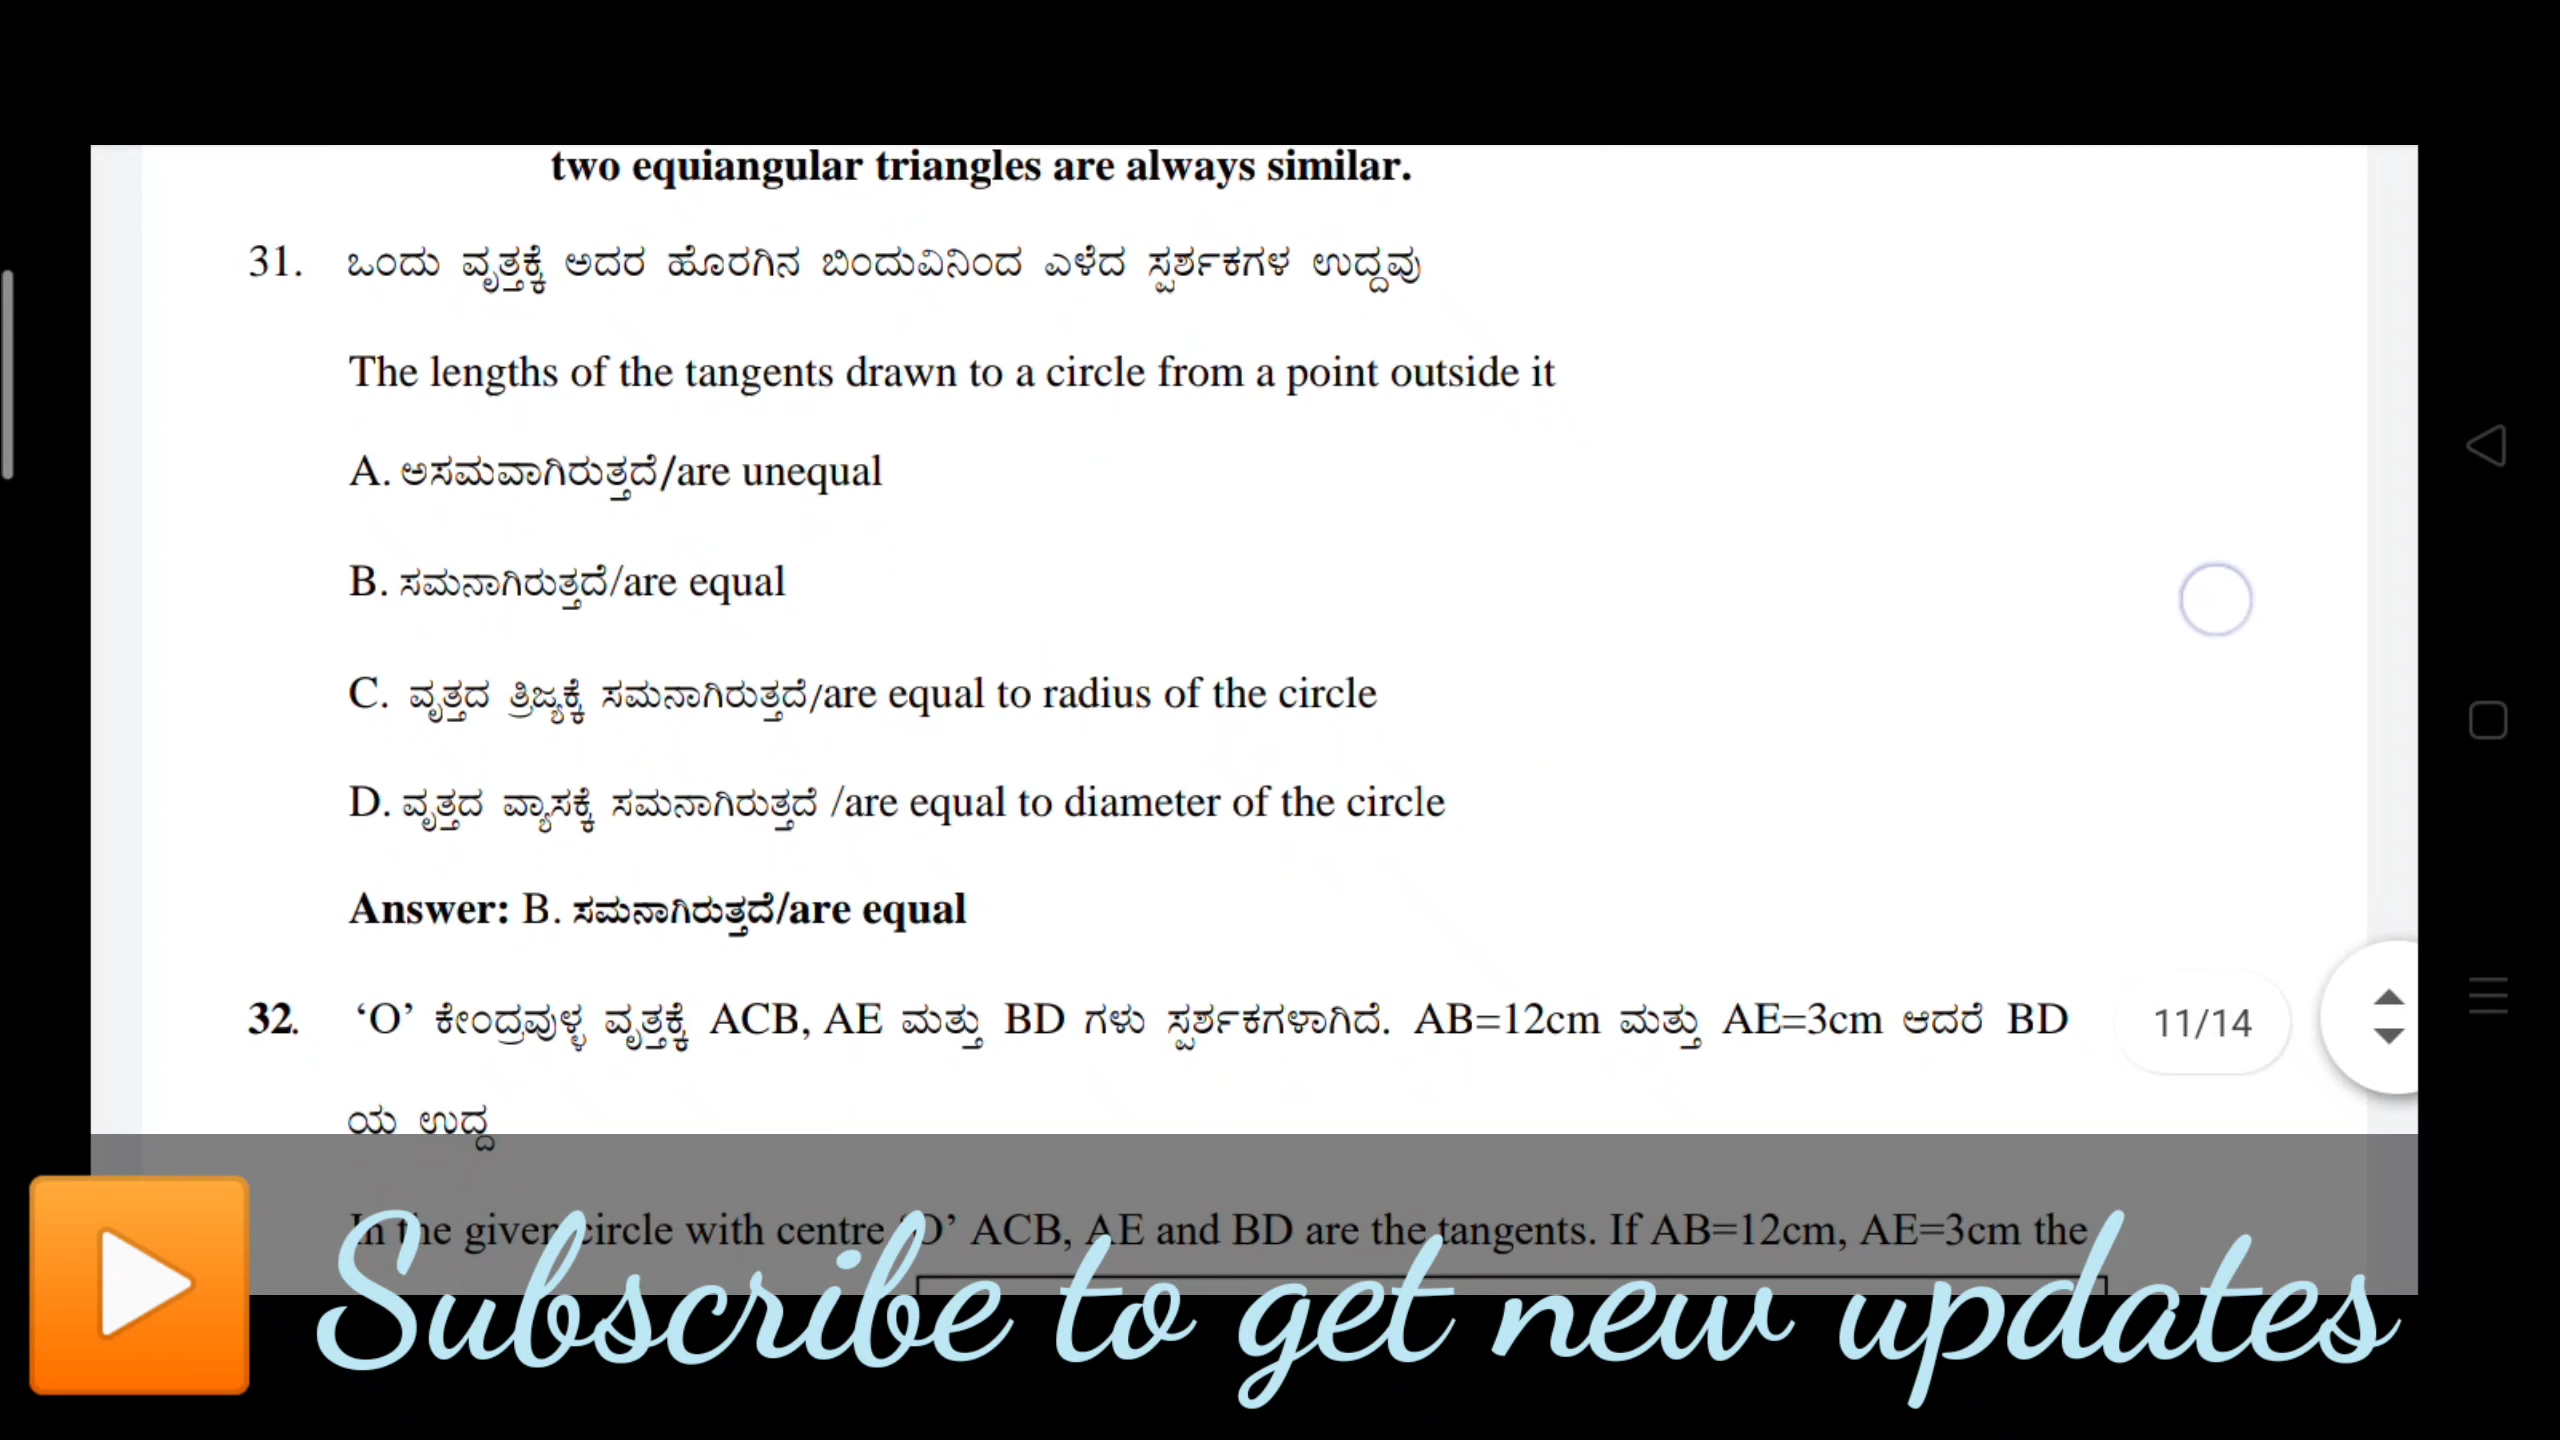 two equiangular triangles are always similar.
31. ಒಂದು ವೃತ್ತಕ್ಕೆ ಅದರ ಹೊರಗಿನ ಬಿಂದುವಿನಿಂದ ಎಳೆದ ಸ್ಪರ್ಶಕಗಳ ಉದ್ದವು
The lengths of the tangents drawn to a circle from a point outside it
A. ಅಸಮವಾಗಿರುತ್ತದೆ/are unequal
B. ಸಮನಾಗಿರುತ್ತದೆ/are equal
C. ವೃತ್ತದ ತ್ರಿಜ್ಯಕ್ಕೆ ಸಮನಾಗಿರುತ್ತದೆ/are equal to radius of the circle
D. ವೃತ್ತದ ವ್ಯಾಸಕ್ಕೆ ಸಮನಾಗಿರುತ್ತದೆ /are equal to diameter of the circle
Answer: B. ಸಮನಾಗಿರುತ್ತದೆ/are equal
32. ‘O’ ಕೇಂದ್ರವುಳ್ಳ ವೃತ್ತಕ್ಕೆ ACB, AE ಮತ್ತು BD ಗಳು ಸ್ಪರ್ಶಕಗಳಾಗಿದೆ. AB=12cm ಮತ್ತು AE=3cm ಆದರೆ BD
11/14
ಯ ಉದ್ದ
In the given circle with centre ‘O’ ACB, AE and BD are the tangents. If AB=12cm, AE=3cm the
Subscribe to get new updates